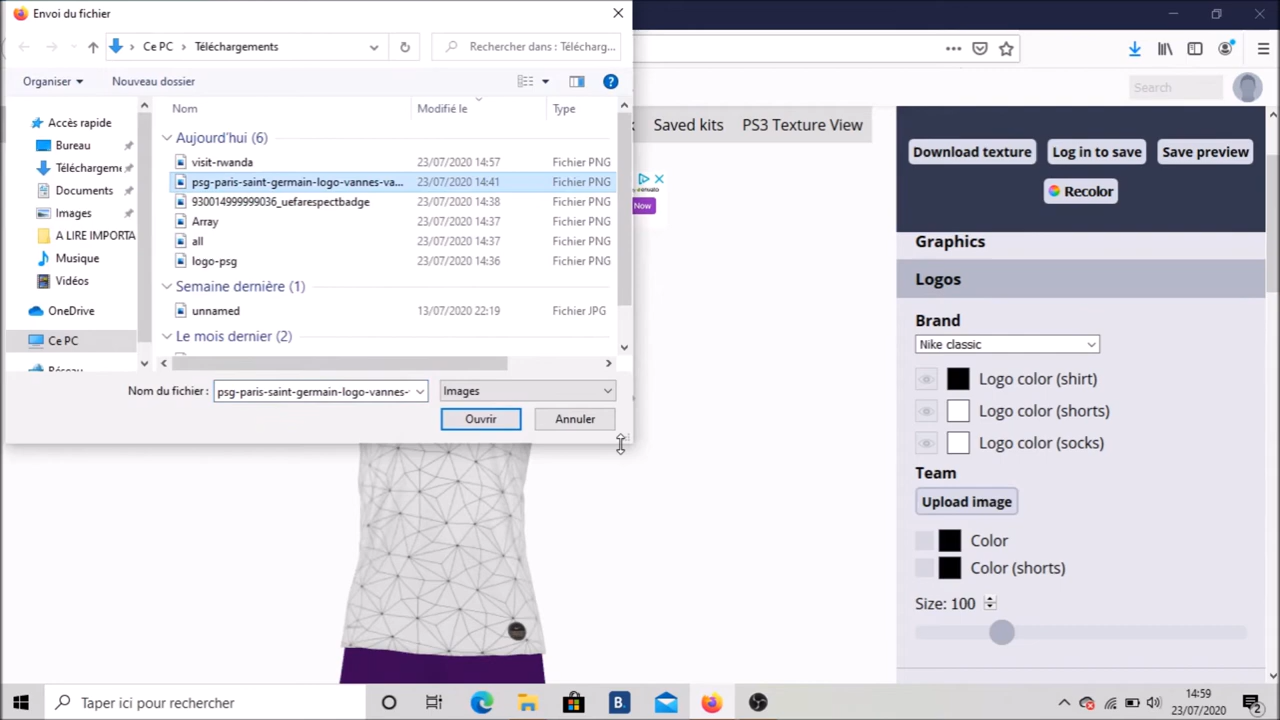 Envoi du fichier
Ce PC > Téléchargements
Rechercher dans : Télécharg...
Organiser
Nouveau dossier
Search
Nom
Modifié le
Type
Saved kits
PS3 Texture View
Accès rapide
Bureau
Téléchargeme
Documents
Images
A LIRE IMPORTA
Musique
Vidéos
OneDrive
Ce PC
Aujourd'hui (6)
visit-rwanda 23/07/2020 14:57 Fichier PNG
psg-paris-saint-germain-logo-vannes-va... 23/07/2020 14:41 Fichier PNG
930014999999036_uefarespectbadge 23/07/2020 14:38 Fichier PNG
Array 23/07/2020 14:37 Fichier PNG
all 23/07/2020 14:37 Fichier PNG
logo-psg 23/07/2020 14:36 Fichier PNG
Semaine dernière (1)
unnamed 13/07/2020 22:19 Fichier JPG
Le mois dernier (2)
Nom du fichier : psg-paris-saint-germain-logo-vannes-
Images
Ouvrir
Annuler
Now
Download texture
Log in to save
Save preview
Recolor
Graphics
Logos
Brand
Nike classic
Logo color (shirt)
Logo color (shorts)
Logo color (socks)
Team
Upload image
Color
Color (shorts)
Size: 100
Taper ici pour rechercher
B.
14:59
23/07/2020
2